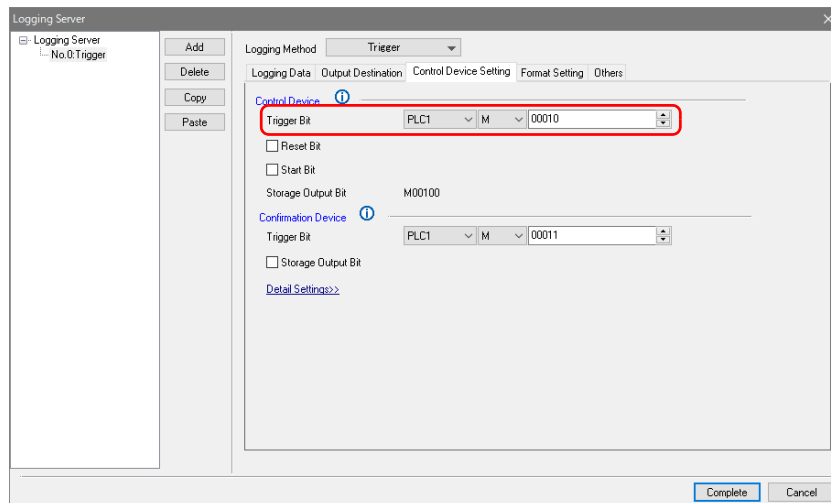 Logging Server
Logging Server
No.0:Trigger
Add
Delete
Copy
Paste
Logging Method Trigger
Logging Data Output Destination Control Device Setting Format Setting Others
Control Device
Trigger Bit PLC1 M 00010
Reset Bit
Start Bit
Storage Output Bit M00100
Confirmation Device
Trigger Bit PLC1 M 00011
Storage Output Bit
Detail Settings>>
Complete Cancel